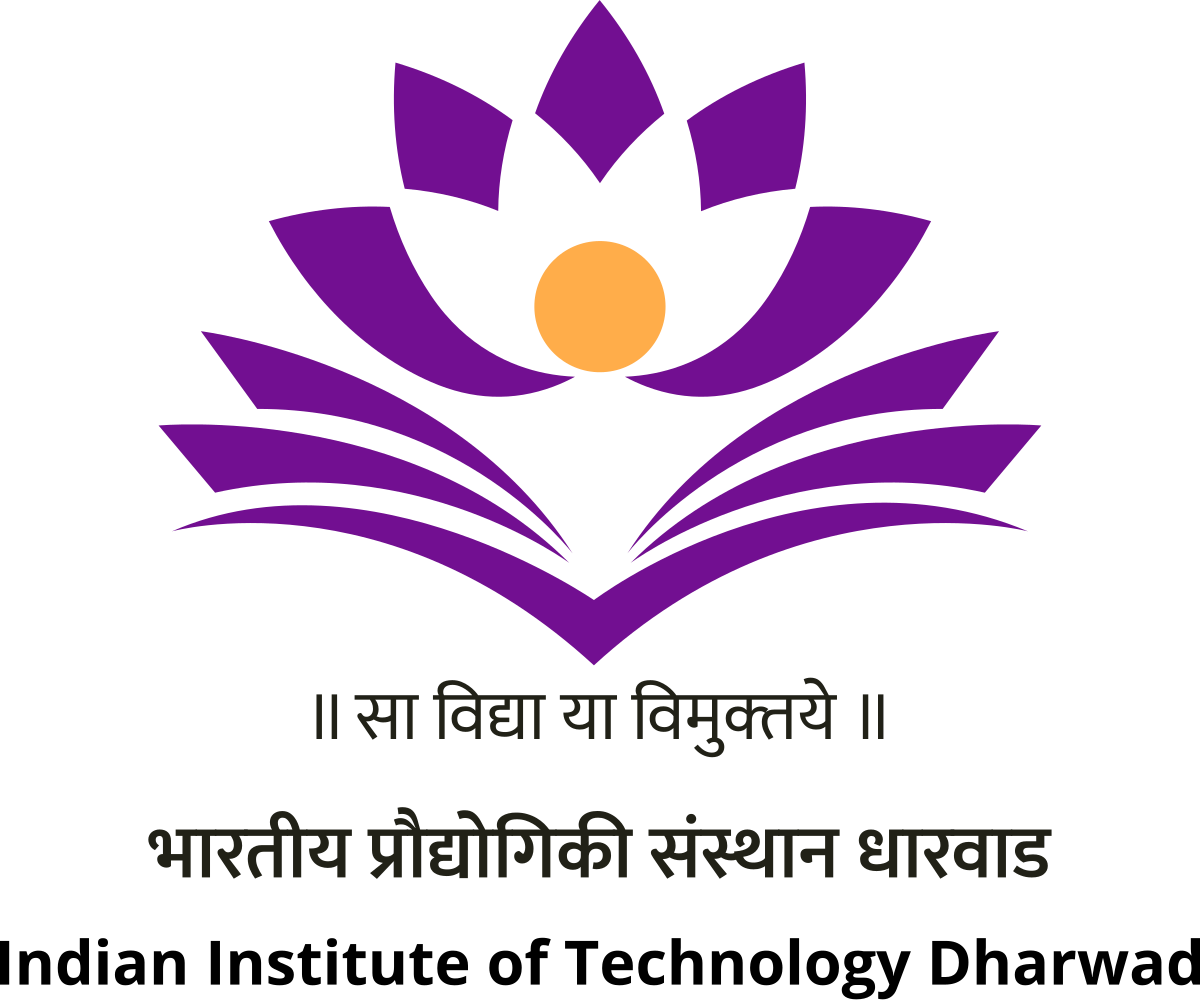 ॥ सा विद्या या विमुक्तये ॥
भारतीय प्रौद्योगिकी संस्थान धारवाड
Indian Institute of Technology Dharwad